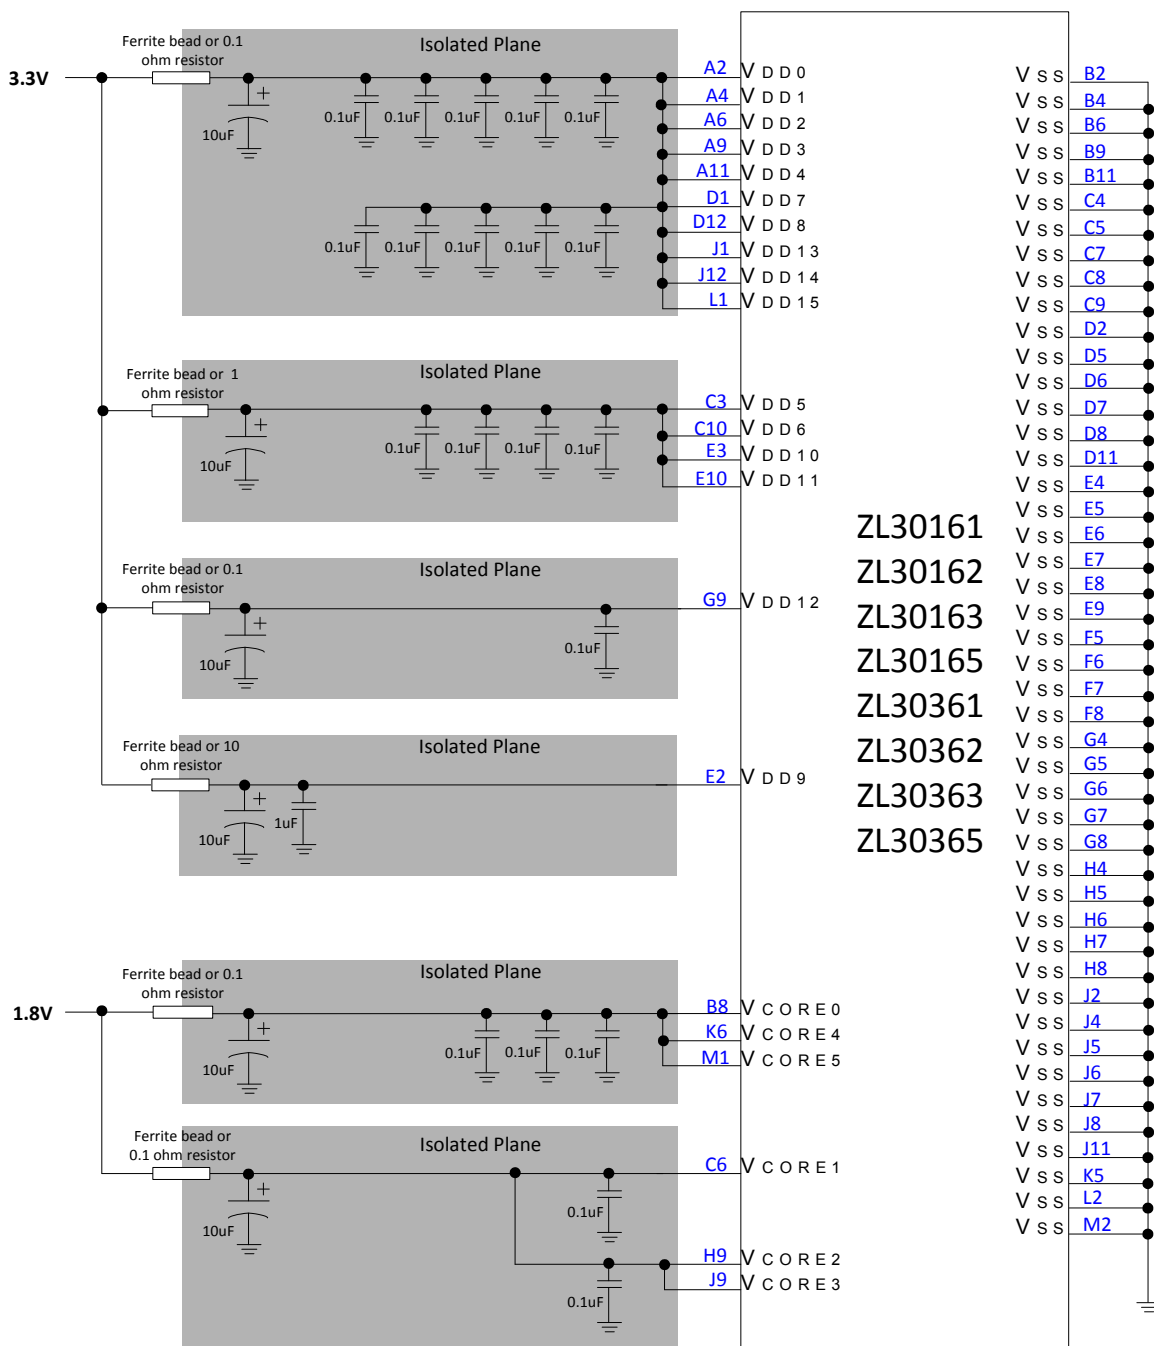 Ferrite bead or 0.1
ohm resistor
Isolated Plane
3.3V
10uF
0.1uF 0.1uF 0.1uF 0.1uF 0.1uF
0.1uF 0.1uF 0.1uF 0.1uF 0.1uF
A2 VDD0
A4 VDD1
A6 VDD2
A9 VDD3
A11 VDD4
D1 VDD7
D12 VDD8
J1 VDD13
J12 VDD14
L1 VDD15
Ferrite bead or 1
ohm resistor
Isolated Plane
10uF
0.1uF 0.1uF 0.1uF 0.1uF
C3 VDD5
C10 VDD6
E3 VDD10
E10 VDD11
Ferrite bead or 0.1
ohm resistor
Isolated Plane
10uF
0.1uF
G9 VDD12
Ferrite bead or 10
ohm resistor
Isolated Plane
10uF
1uF
E2 VDD9
Ferrite bead or 0.1
ohm resistor
Isolated Plane
1.8V
10uF
0.1uF 0.1uF 0.1uF
B8 VCORE0
K6 VCORE4
M1 VCORE5
Ferrite bead or
0.1 ohm resistor
Isolated Plane
10uF
0.1uF
0.1uF
C6 VCORE1
H9 VCORE2
J9 VCORE3
ZL30161
ZL30162
ZL30163
ZL30165
ZL30361
ZL30362
ZL30363
ZL30365
Vss B2
Vss B4
Vss B6
Vss B9
Vss B11
Vss C4
Vss C5
Vss C7
Vss C8
Vss C9
Vss D2
Vss D5
Vss D6
Vss D7
Vss D8
Vss D11
Vss E4
Vss E5
Vss E6
Vss E7
Vss E8
Vss E9
Vss F5
Vss F6
Vss F7
Vss F8
Vss G4
Vss G5
Vss G6
Vss G7
Vss G8
Vss H4
Vss H5
Vss H6
Vss H7
Vss H8
Vss J2
Vss J4
Vss J5
Vss J6
Vss J7
Vss J8
Vss J11
Vss K5
Vss L2
Vss M2